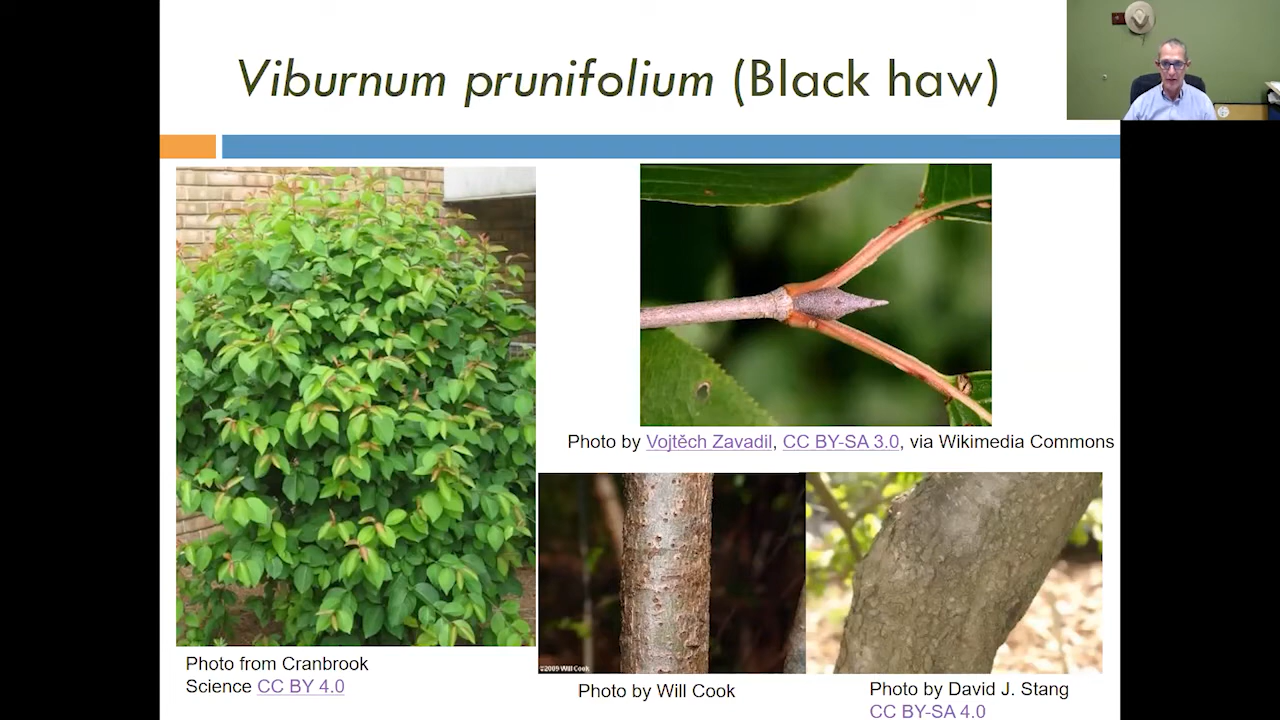 Viburnum prunifolium (Black haw)
Photo by Vojtěch Zavadil, CC BY-SA 3.0, via Wikimedia Commons
Photo from Cranbrook
Science CC BY 4.0
©2009 Will Cook
Photo by Will Cook
Photo by David J. Stang
CC BY-SA 4.0